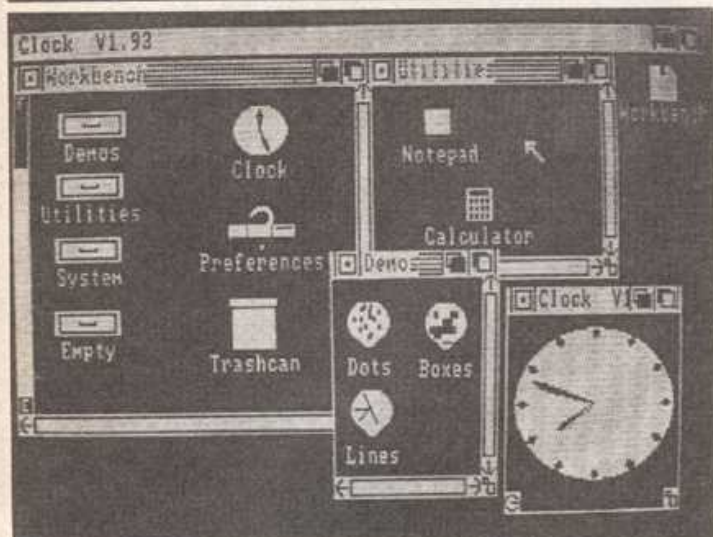 Clock V1.93
Workbench
Utilities
Workbench
Demos
Clock
Notepad
Utilities
Calculator
Preferences
System
Demos
Clock V1
Empty
Trashcan
Dots
Boxes
Lines